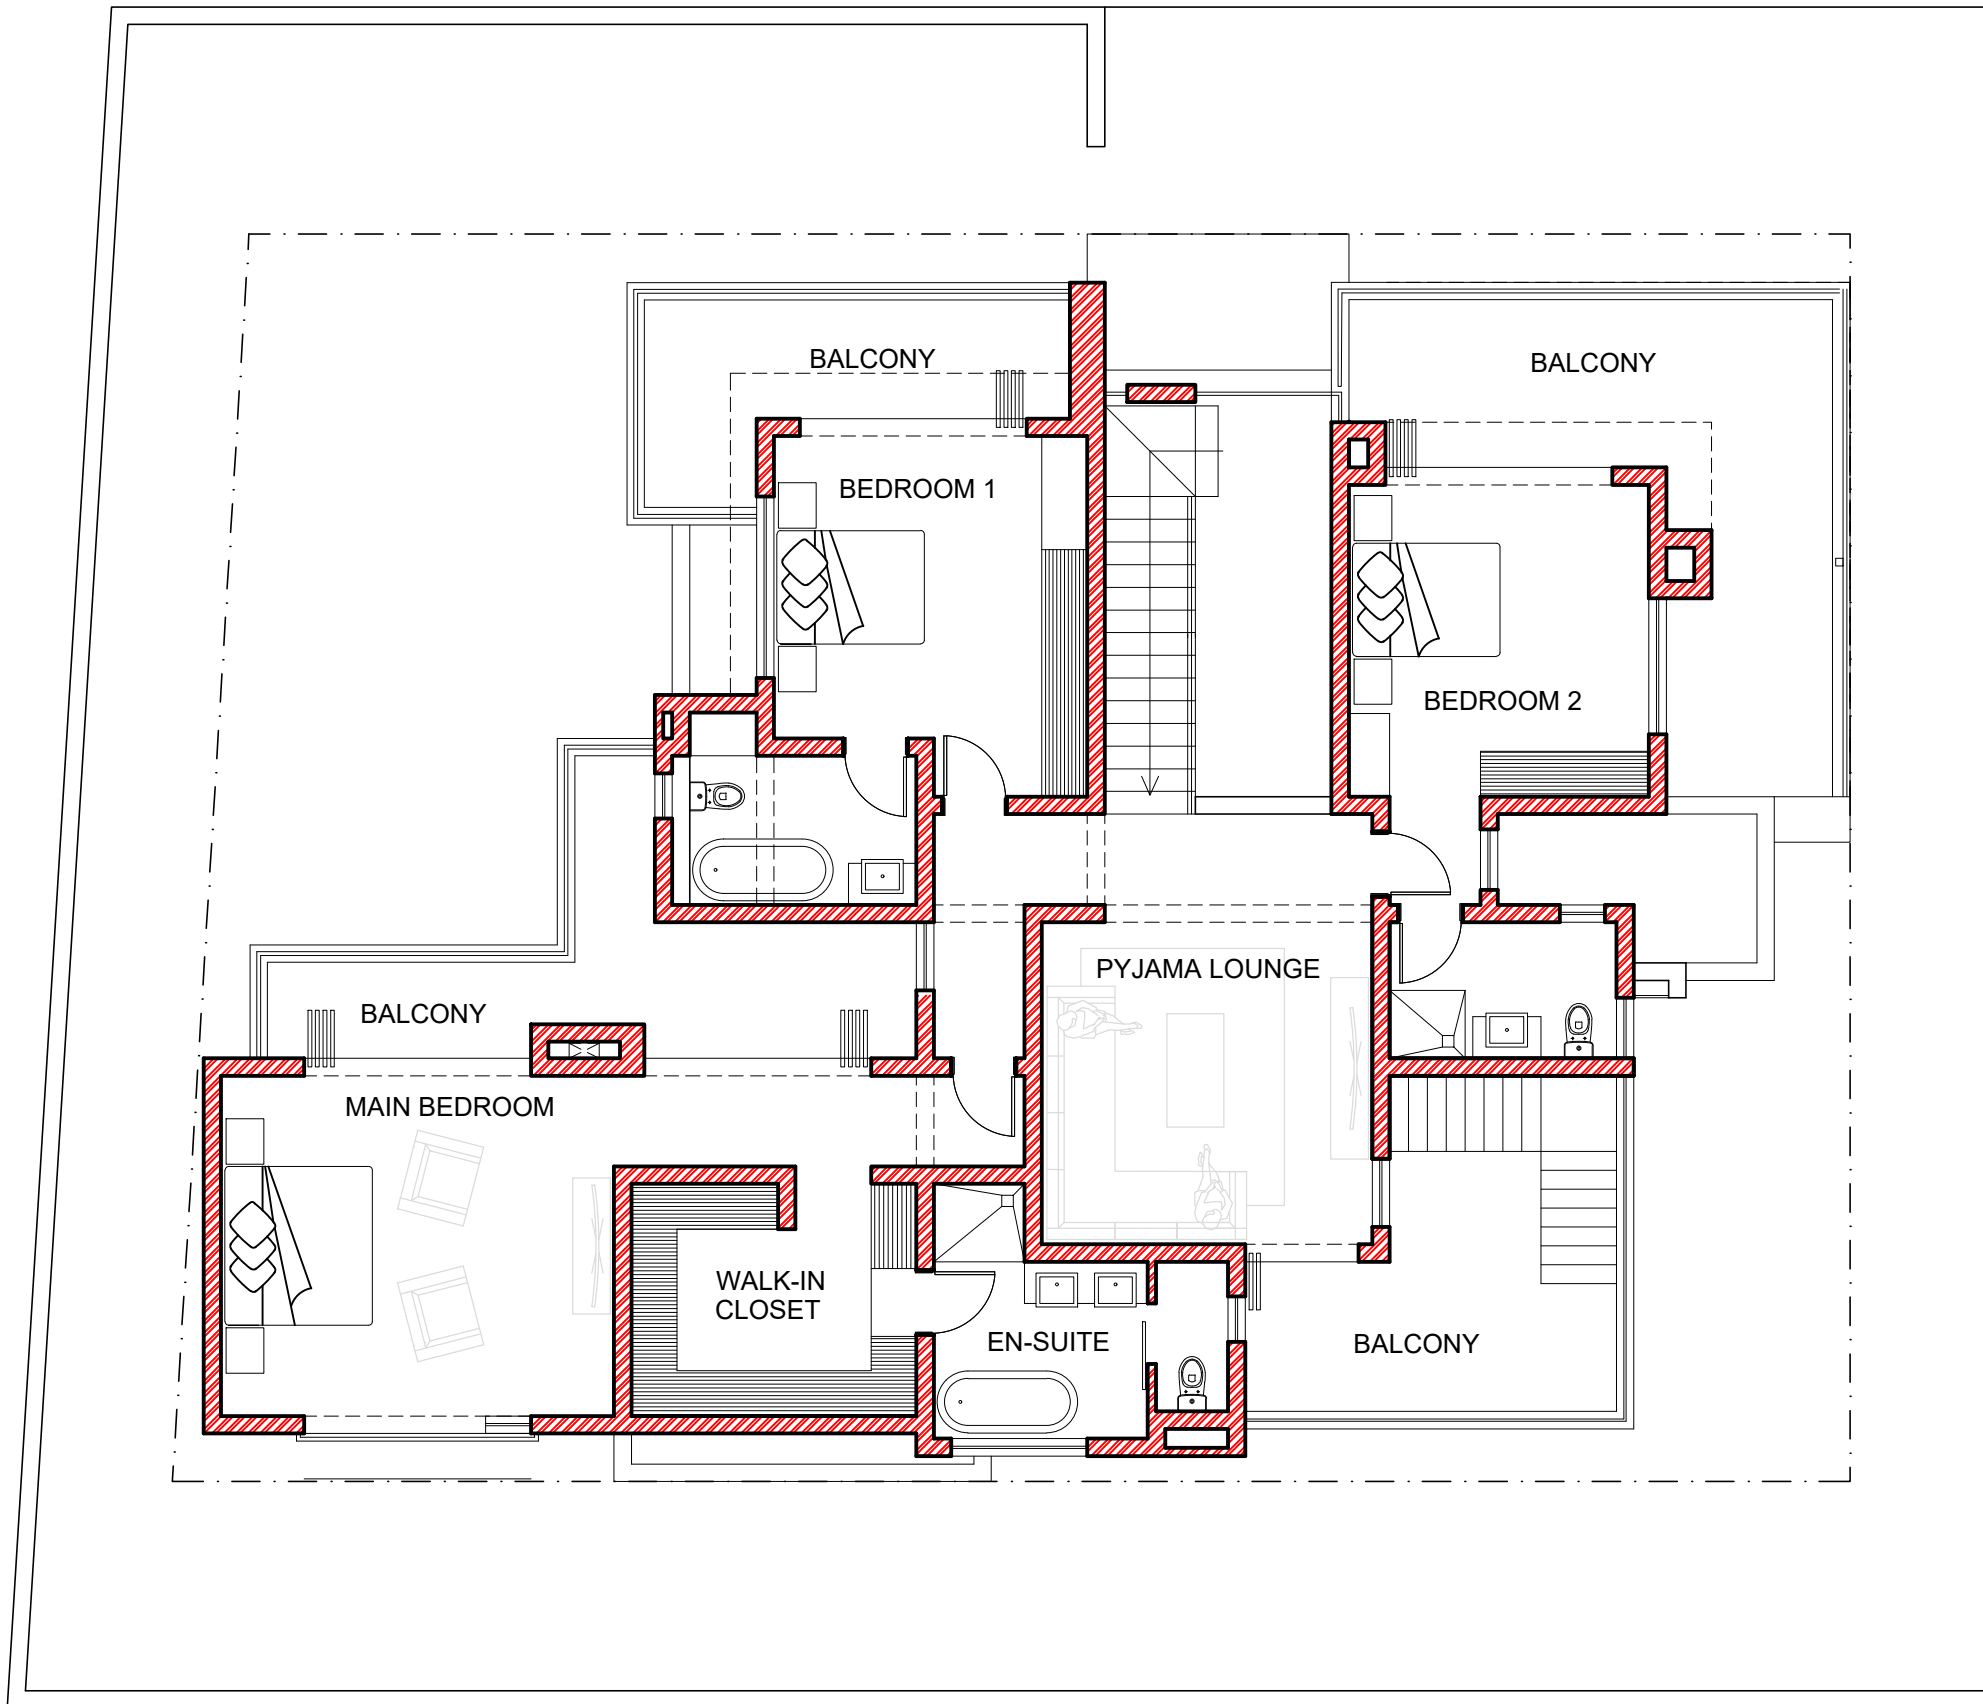 BALCONY
BALCONY
BEDROOM 1
BEDROOM 2
PYJAMA LOUNGE
BALCONY
MAIN BEDROOM
WALK-IN
CLOSET
EN-SUITE
BALCONY